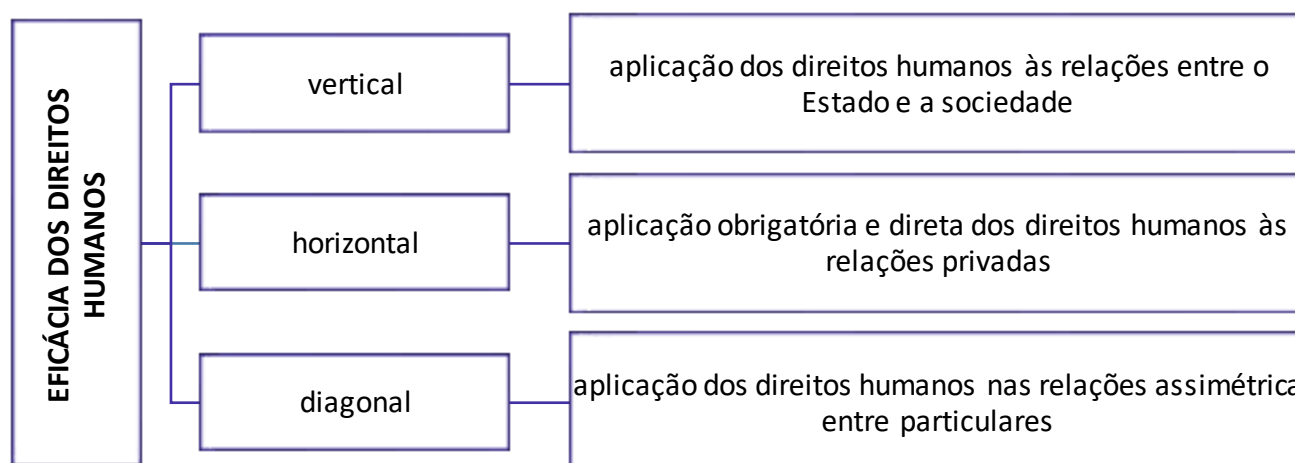 EFICÁCIA DOS DIREITOS
HUMANOS
vertical
aplicação dos direitos humanos às relações entre o
Estado e a sociedade
horizontal
aplicação obrigatória e direta dos direitos humanos às
relações privadas
diagonal
aplicação dos direitos humanos nas relações assimétrica
entre particulares